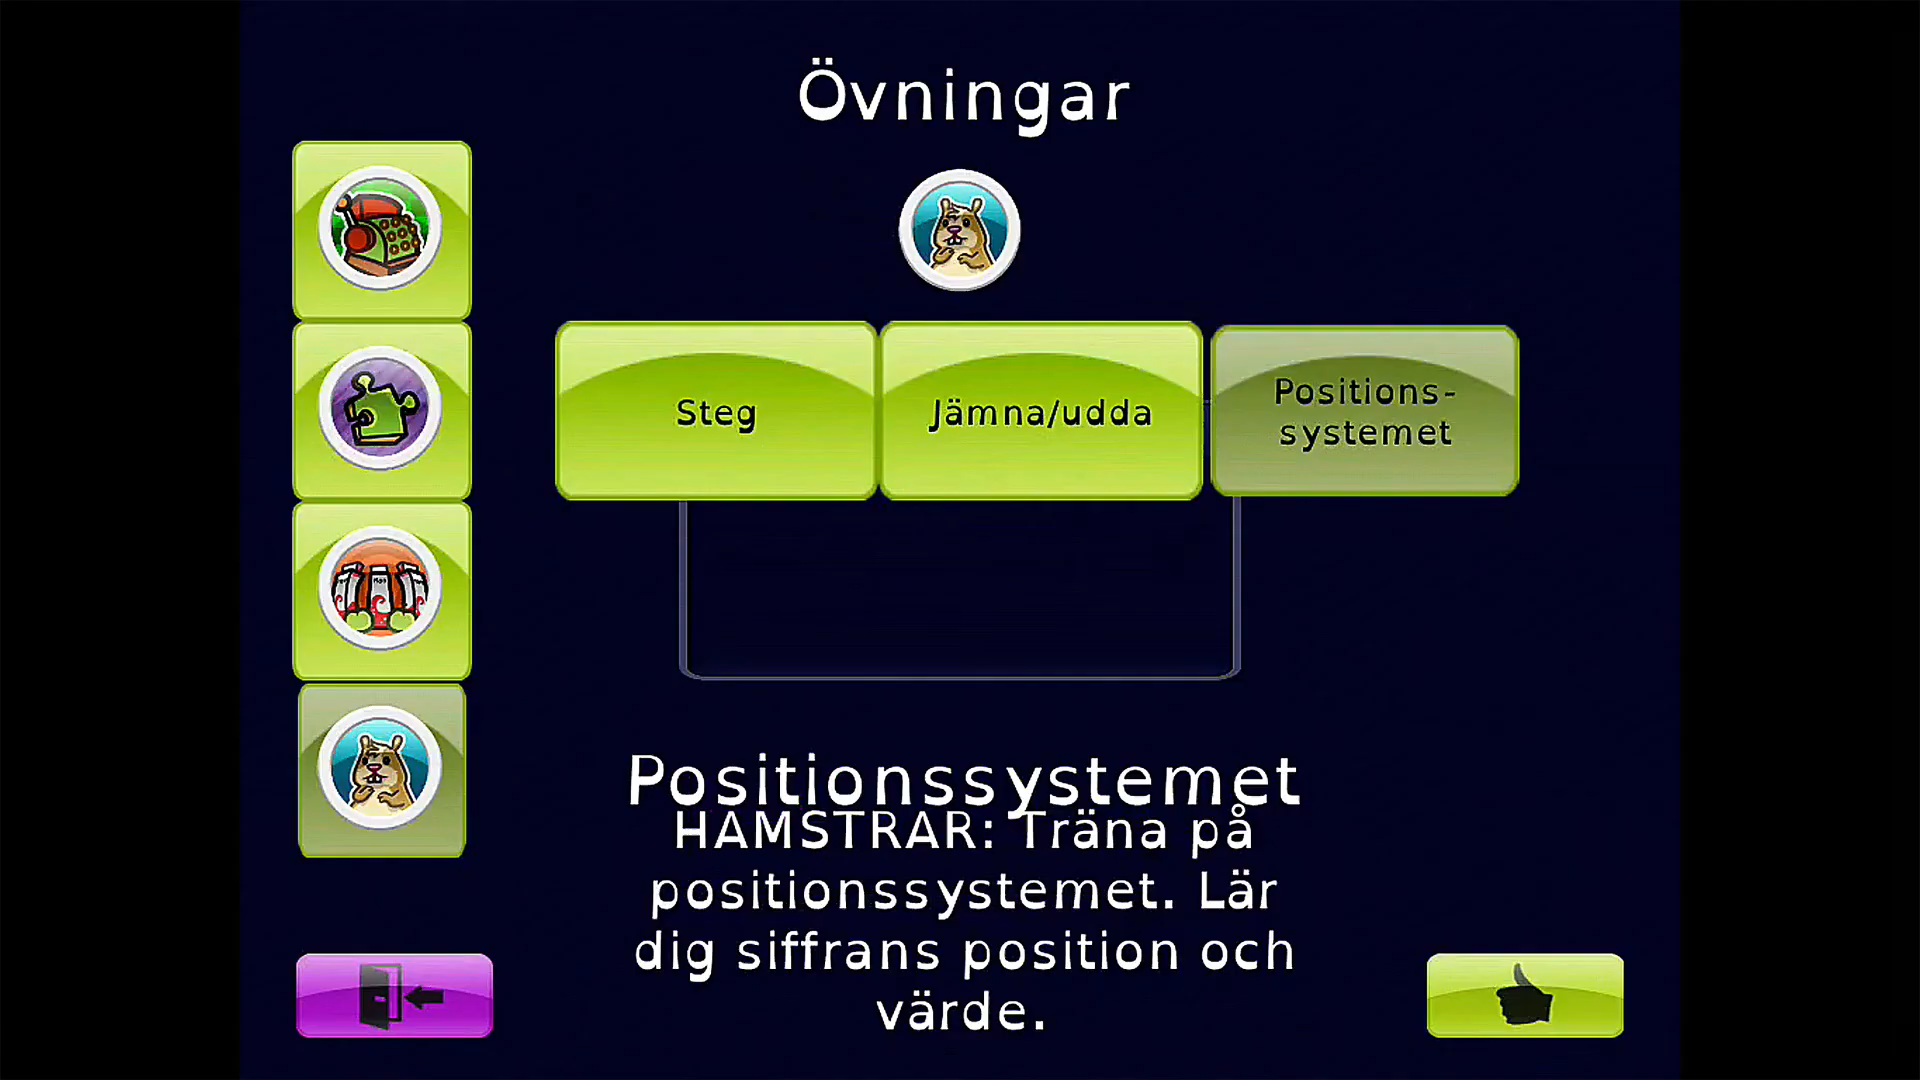 Övningar
Steg
Jämna/udda
Positions-
systemet
Positionssystemet
HAMSTRAR: Träna på
positionssystemet. Lär
dig siffrans position och
värde.